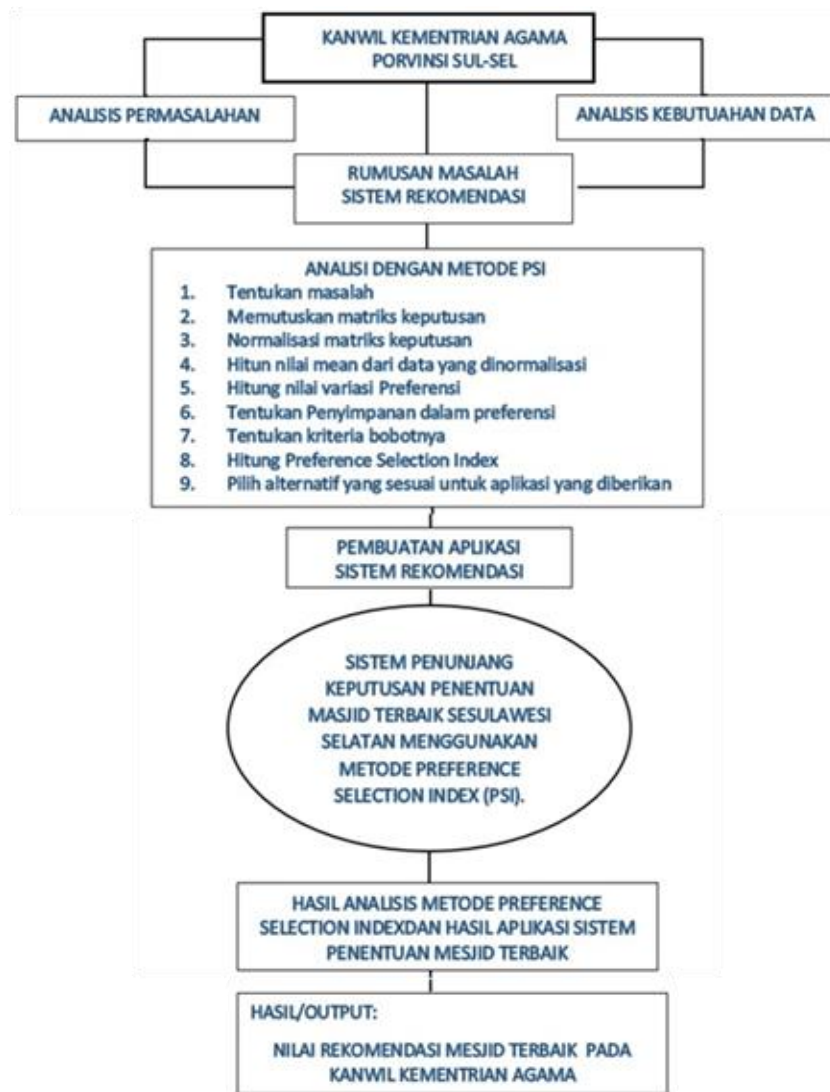 KANWIL KEMENTRIAN AGAMA
PORVINSI SUL-SEL
ANALISIS PERMASALAHAN
ANALISIS KEBUTUAHAN DATA
RUMUSAN MASALAH
SISTEM REKOMENDASI
ANALISI DENGAN METODE PSI
1. Tentukan masalah
2. Memutuskan matriks keputusan
3. Normalisasi matriks keputusan
4. Hitun nilai mean dari data yang dinormalisasi
5. Hitung nilai variasi Preferensi
6. Tentukan Penyimpanan dalam preferensi
7. Tentukan kriteria bobotnya
8. Hitung Preference Selection Index
9. Pilih alternatif yang sesuai untuk aplikasi yang diberikan
PEMBUATAN APLIKASI
SISTEM REKOMENDASI
SISTEM PENUNJANG
KEPUTUSAN PENENTUAN
MASJID TERBAIK SESULAWESI
SELATAN MENGGUNAKAN
METODE PREFERENCE
SELECTION INDEX (PSI).
HASIL ANALISIS METODE PREFERENCE
SELECTION INDEXDAN HASIL APLIKASI SISTEM
PENENTUAN MESJID TERBAIK
HASIL/OUTPUT:
NILAI REKOMENDASI MESJID TERBAIK PADA
KANWIL KEMENTRIAN AGAMA